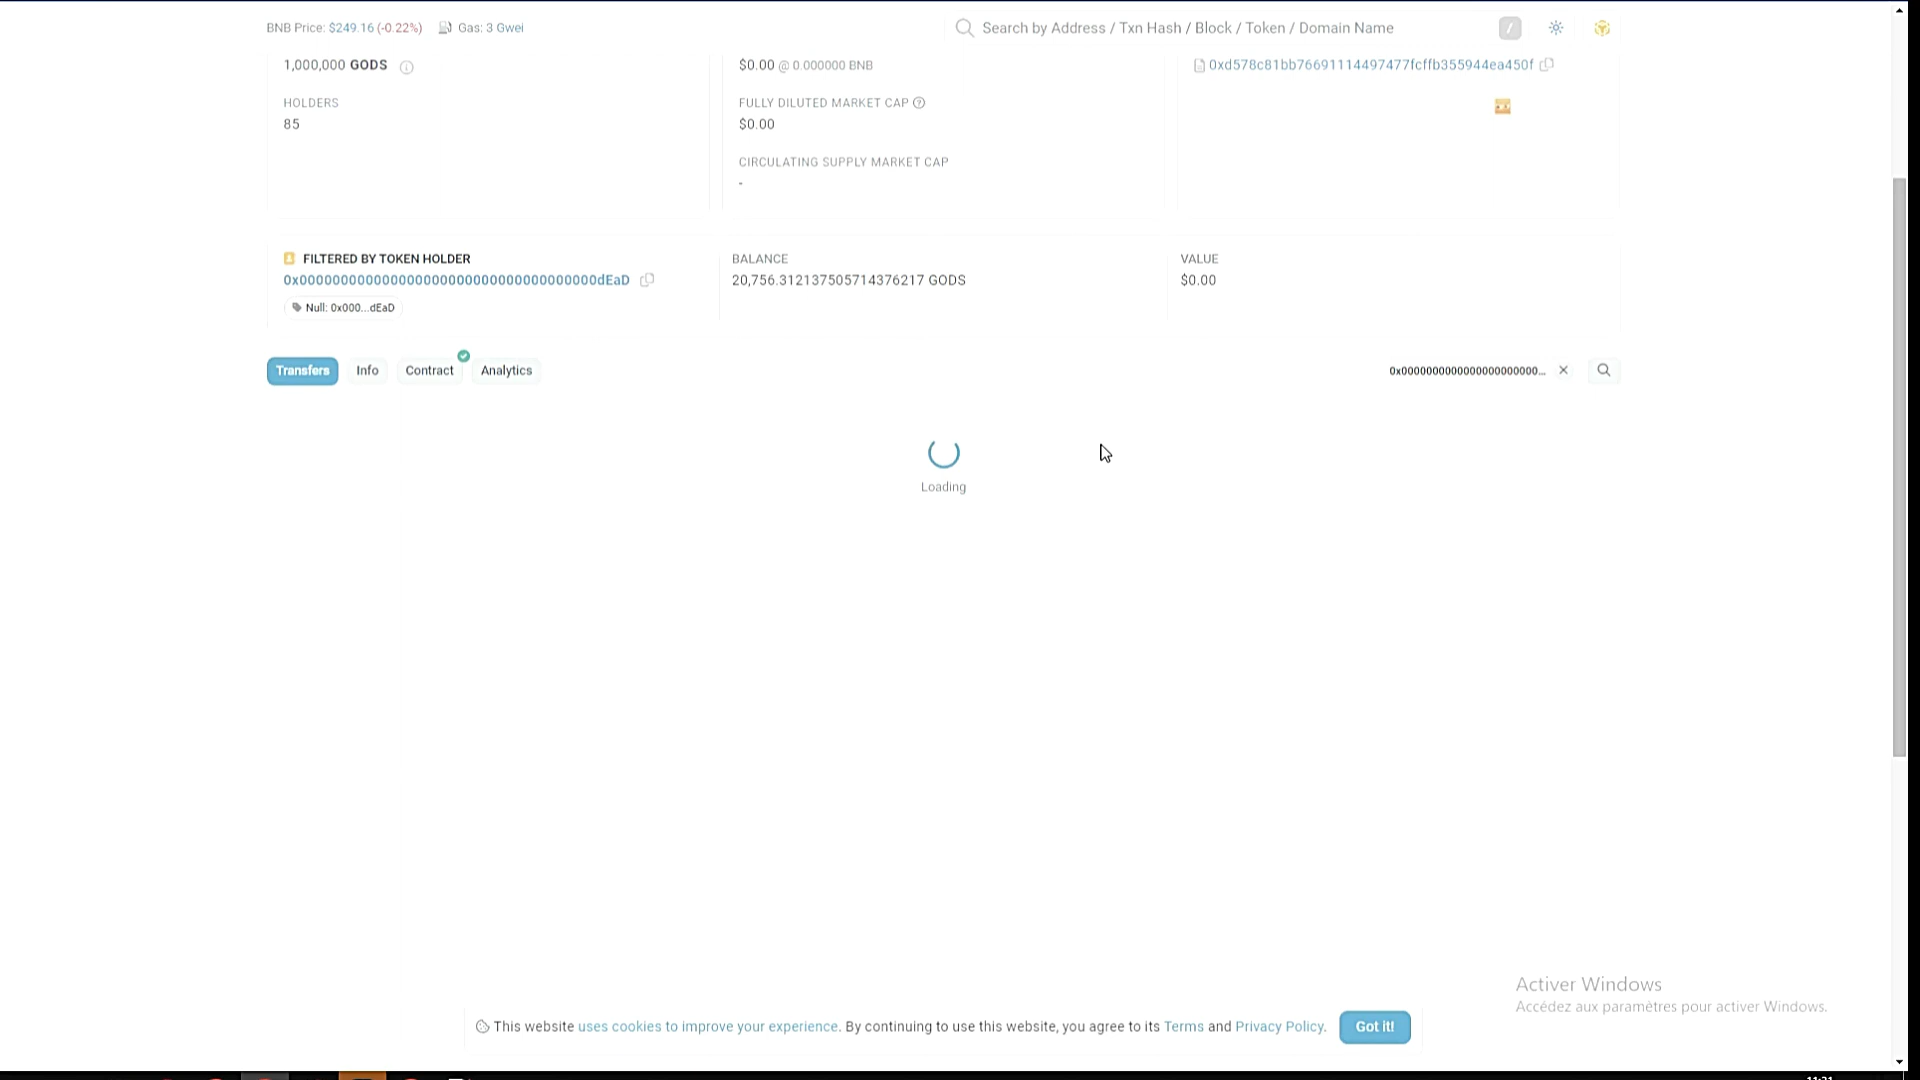 BNB Price: $249.16 (-0.22%) Gas: 3 Gwei
Search by Address / Txn Hash / Block / Token / Domain Name /
1,000,000 GODS
$0.00 @ 0.000000 BNB
0xd578c81bb76691114497477fcffb355944ea450f
HOLDERS
85
FULLY DILUTED MARKET CAP
$0.00
CIRCULATING SUPPLY MARKET CAP
-
FILTERED BY TOKEN HOLDER
0x000000000000000000000000000000000000dEaD
Null: 0x000...dEaD
BALANCE
20,756.312137505714376217 GODS
VALUE
$0.00
Transfers Info Contract Analytics
0x0000000000000000000000...
Loading
Activer Windows
Accédez aux paramètres pour activer Windows.
This website uses cookies to improve your experience. By continuing to use this website, you agree to its Terms and Privacy Policy. Got it!